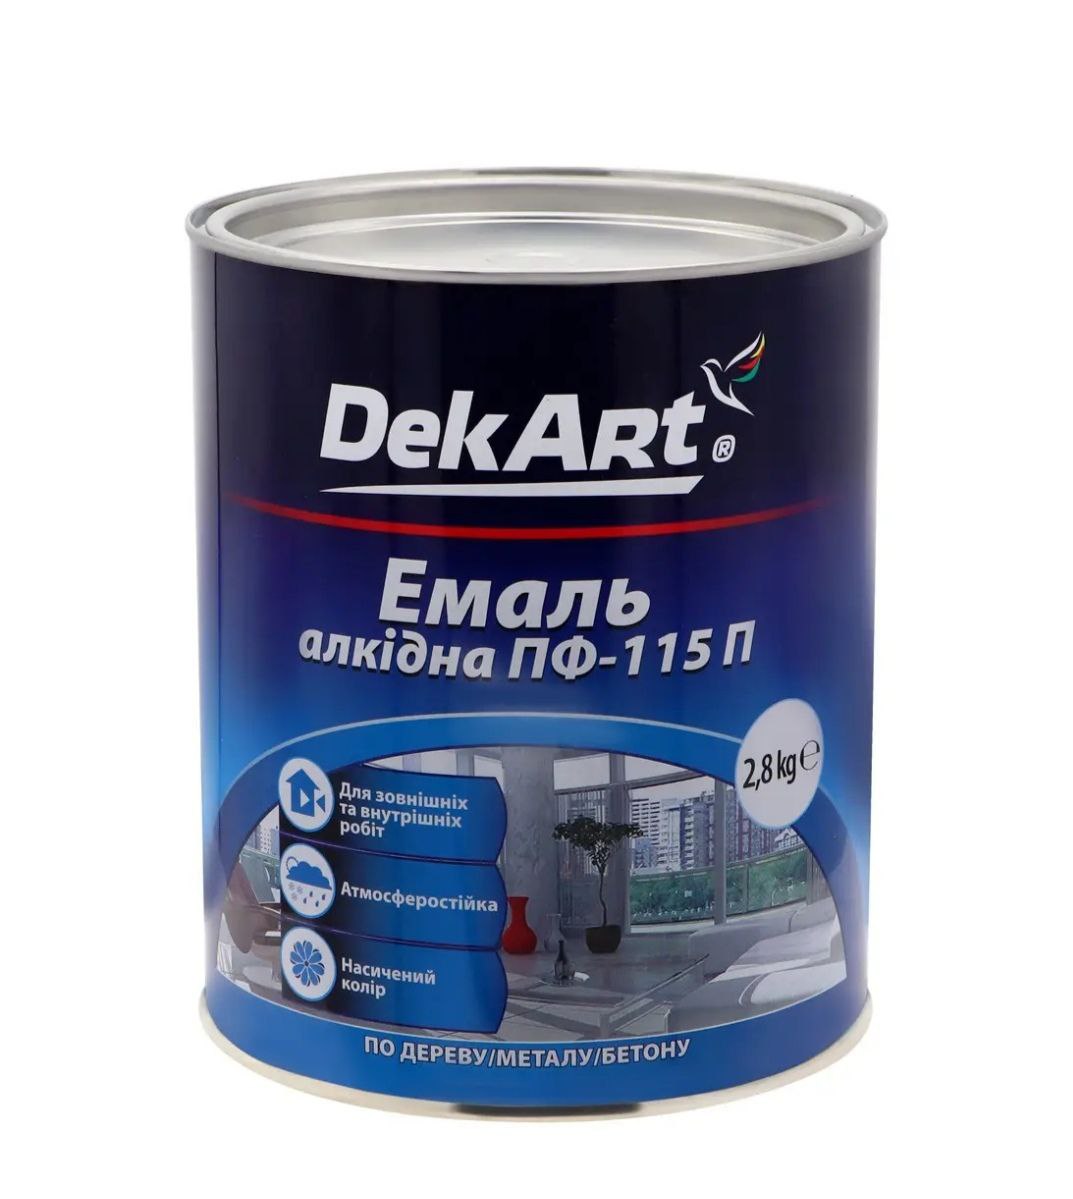 DekArt®
Емаль
алкідна ПФ-115 П
2,8 kg ℮
Для зовнішніх
та внутрішніх
робіт
Атмосферостійка
Насичений
колір
ПО ДЕРЕВУ/МЕТАЛУ/БЕТОНУ